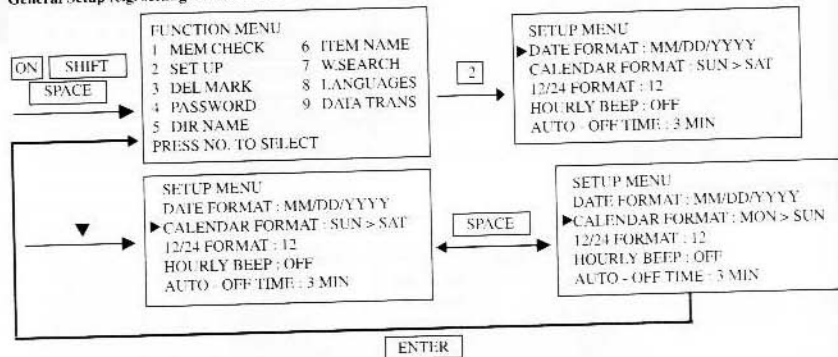 General Setup
ON SHIFT
SPACE
FUNCTION MENU
1 MEM CHECK 6 ITEM NAME
2 SET UP 7 W.SEARCH
3 DEL MARK 8 LANGUAGES
4 PASSWORD 9 DATA TRANS
5 DIR NAME
PRESS NO. TO SELECT
2
SETUP MENU
▶DATE FORMAT : MM/DD/YYYY
CALENDAR FORMAT : SUN > SAT
12/24 FORMAT : 12
HOURLY BEEP : OFF
AUTO - OFF TIME : 3 MIN
▼
SETUP MENU
DATE FORMAT : MM/DD/YYYY
▶CALENDAR FORMAT : SUN > SAT
12/24 FORMAT : 12
HOURLY BEEP : OFF
AUTO - OFF TIME : 3 MIN
SPACE
SETUP MENU
DATE FORMAT : MM/DD/YYYY
▶CALENDAR FORMAT : MON > SUN
12/24 FORMAT : 12
HOURLY BEEP : OFF
AUTO - OFF TIME : 3 MIN
ENTER